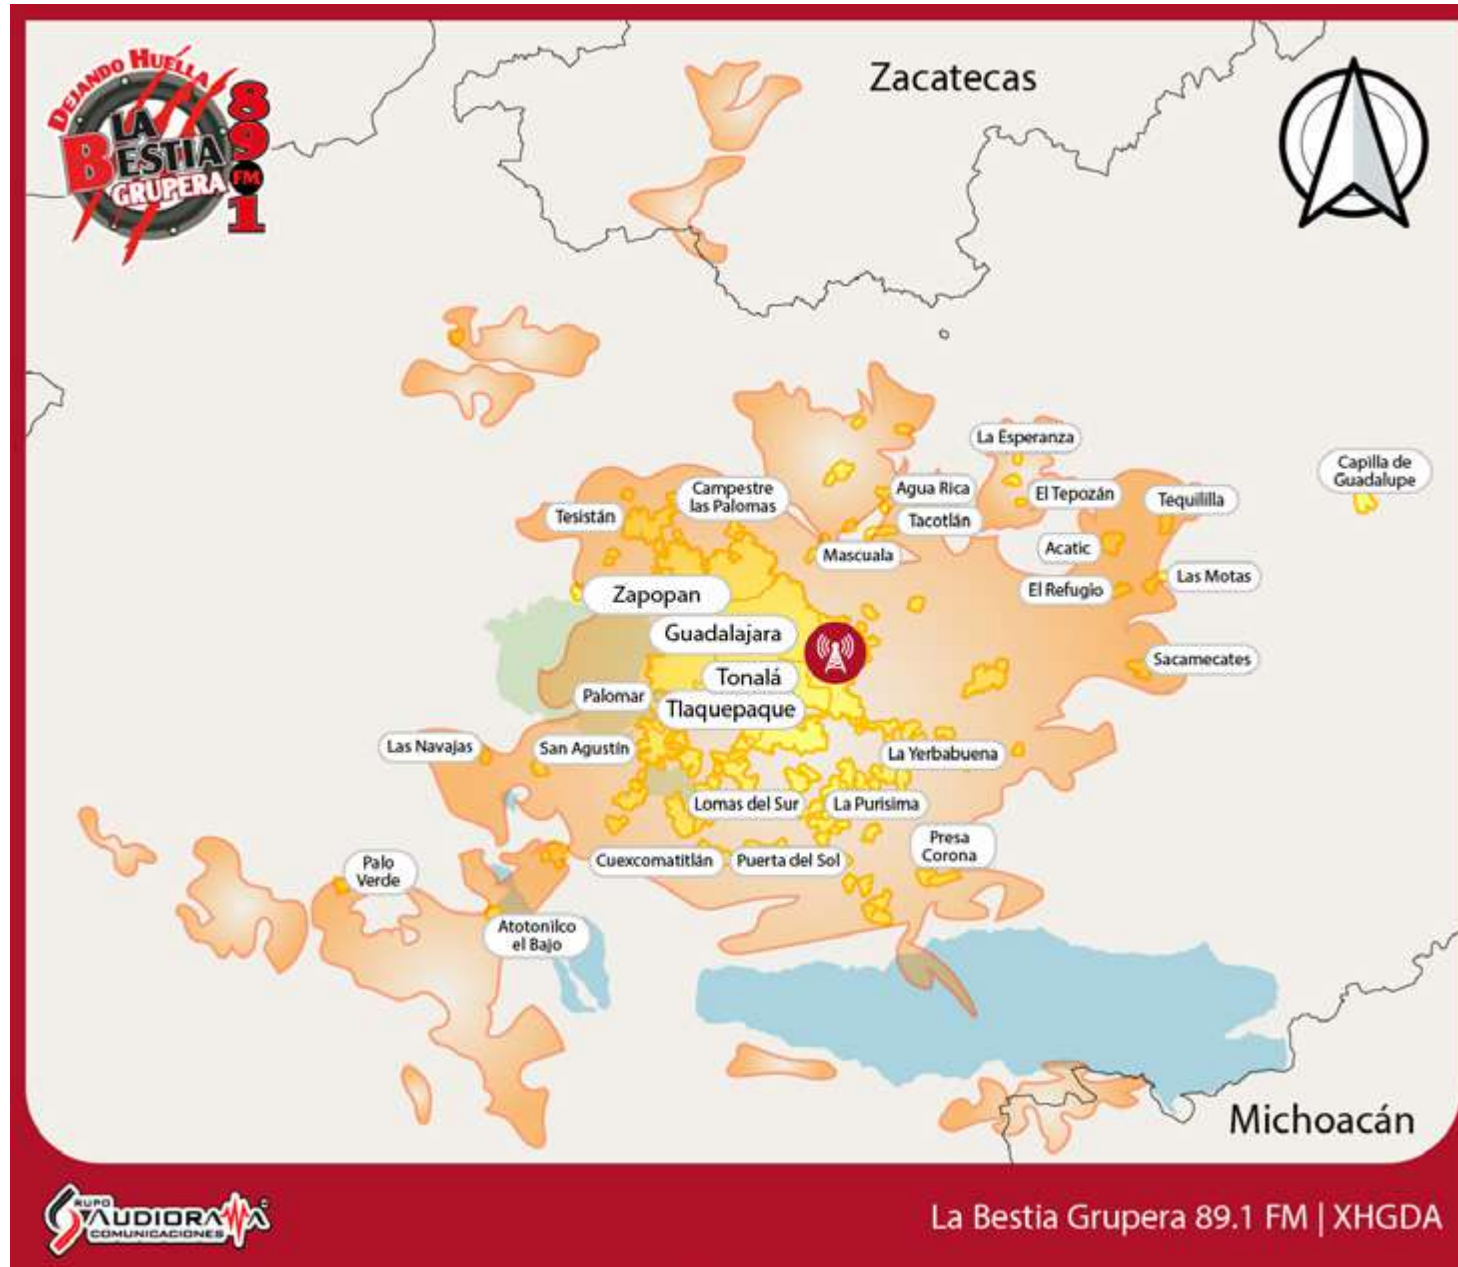 DEJANDO HUELLA
LA
BESTIA
GRUPERA
89.1
FM
Zacatecas
La Esperanza
Capilla de
Guadalupe
Campestre
las Palomas
Agua Rica
El Tepozán
Tequililla
Tesistán
Tacotlán
Mascuala
Acatic
Las Motas
El Refugio
Zapopan
Guadalajara
Sacamecates
Tonalá
Palomar
Tlaquepaque
Las Navajas
San Agustín
La Yerbabuena
Lomas del Sur
La Purisima
Presa
Corona
Palo
Verde
Cuexcomatitlán
Puerta del Sol
Atotonilco
el Bajo
Michoacán
GRUPO
AUDIORAMA
COMUNICACIONES
La Bestia Grupera 89.1 FM | XHGDA